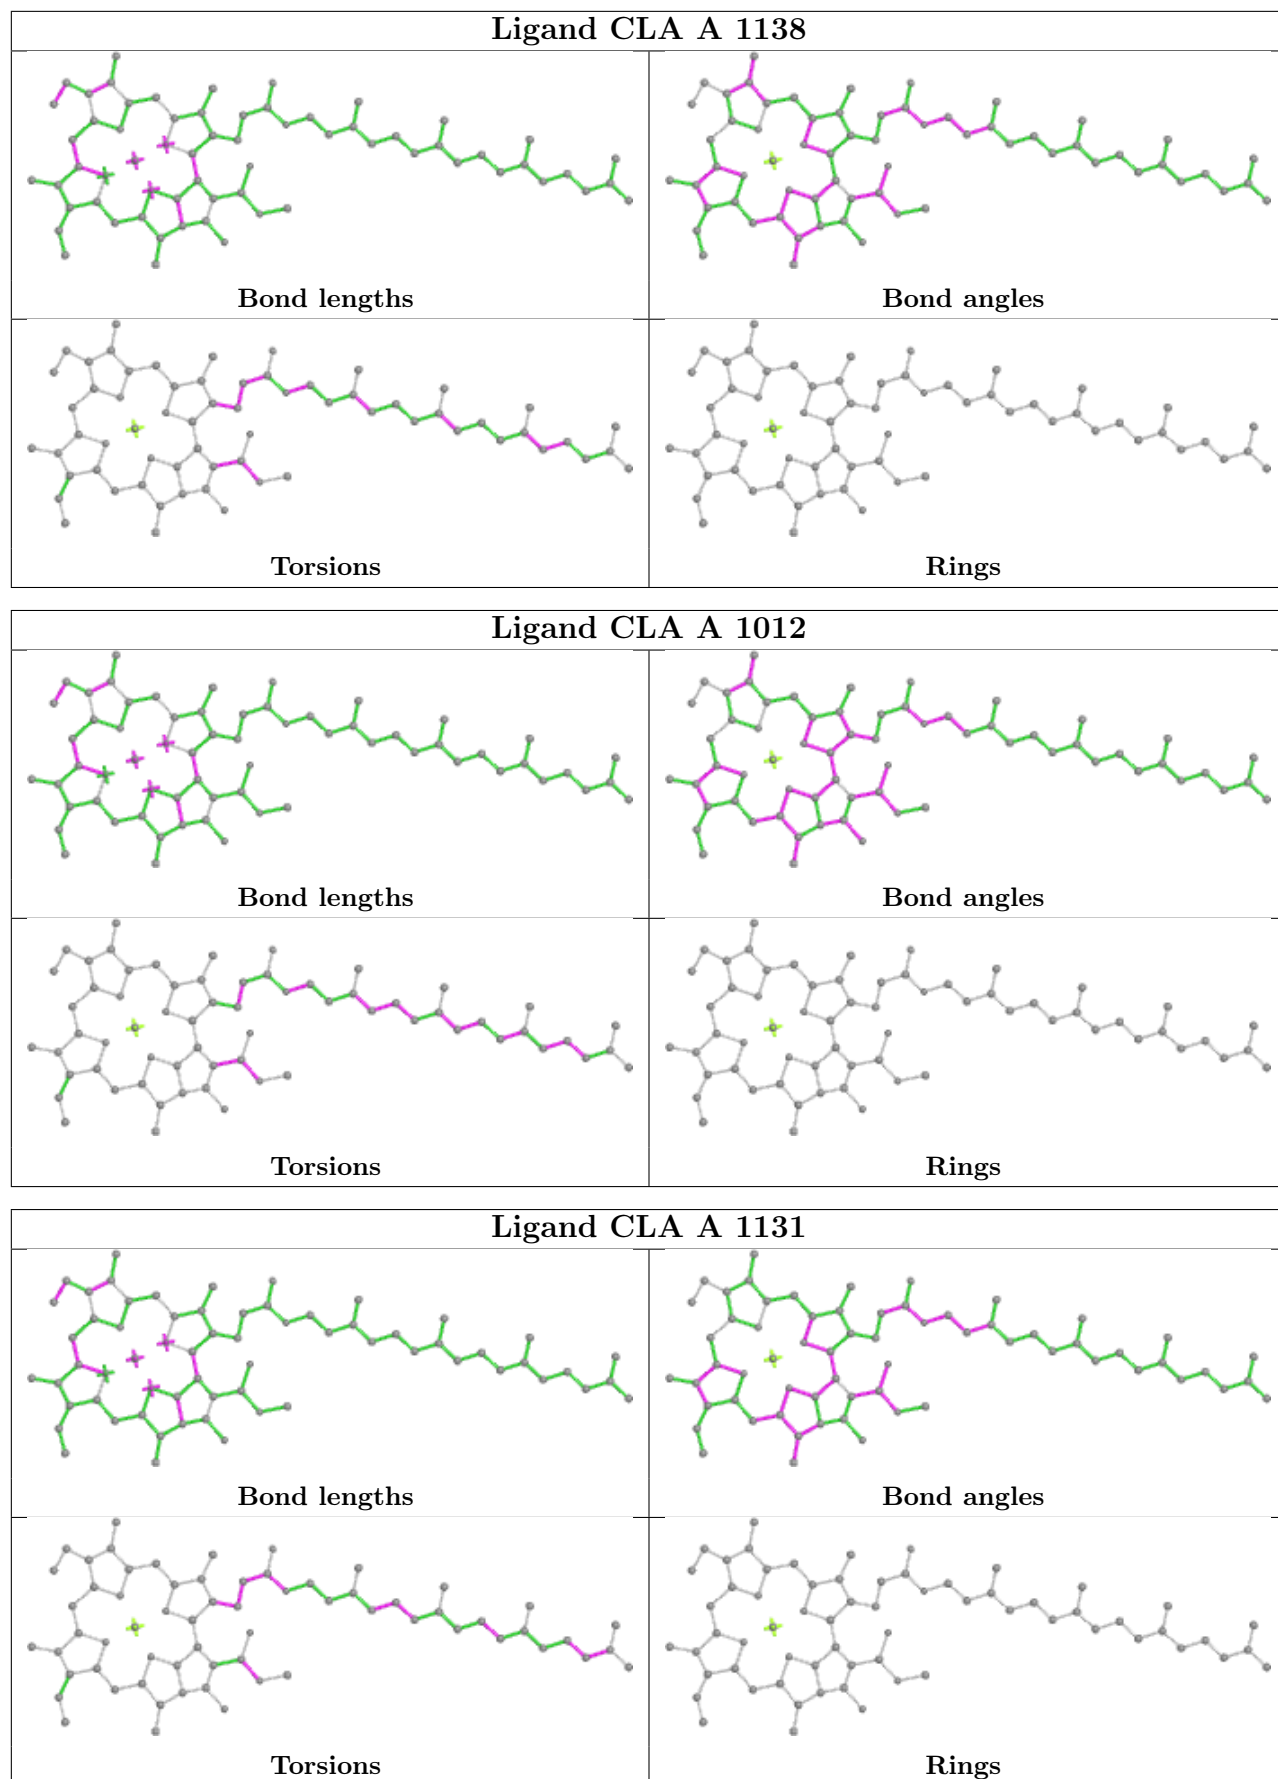 Ligand CLA A 1138
Bond lengths
Bond angles
Torsions
Rings
Ligand CLA A 1012
Bond lengths
Bond angles
Torsions
Rings
Ligand CLA A 1131
Bond lengths
Bond angles
Torsions
Rings